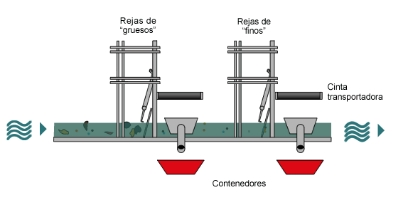 Rejas de
"gruesos"
Rejas de
"finos"
Cinta
transportadora
Contenedores